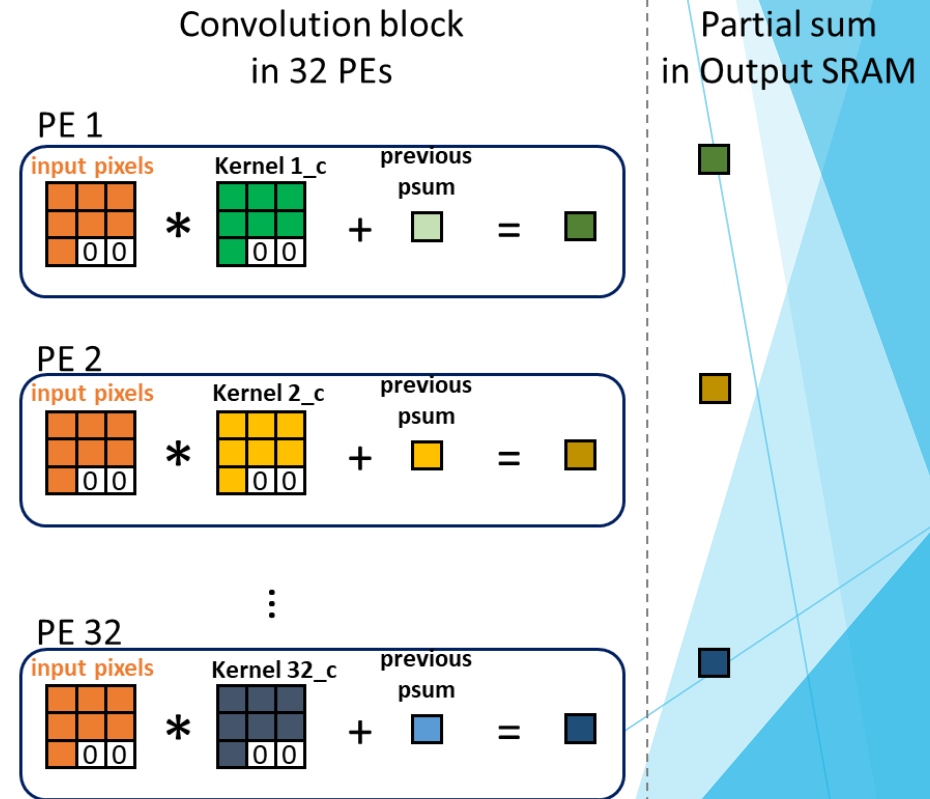 Convolution block
in 32 PEs
Partial sum
in Output SRAM
PE 1
input pixels
Kernel 1_c
previous
psum
* + =
0 0
0 0
PE 2
input pixels
Kernel 2_c
previous
psum
* + =
0 0
0 0
⋮
PE 32
input pixels
Kernel 32_c
previous
psum
* + =
0 0
0 0